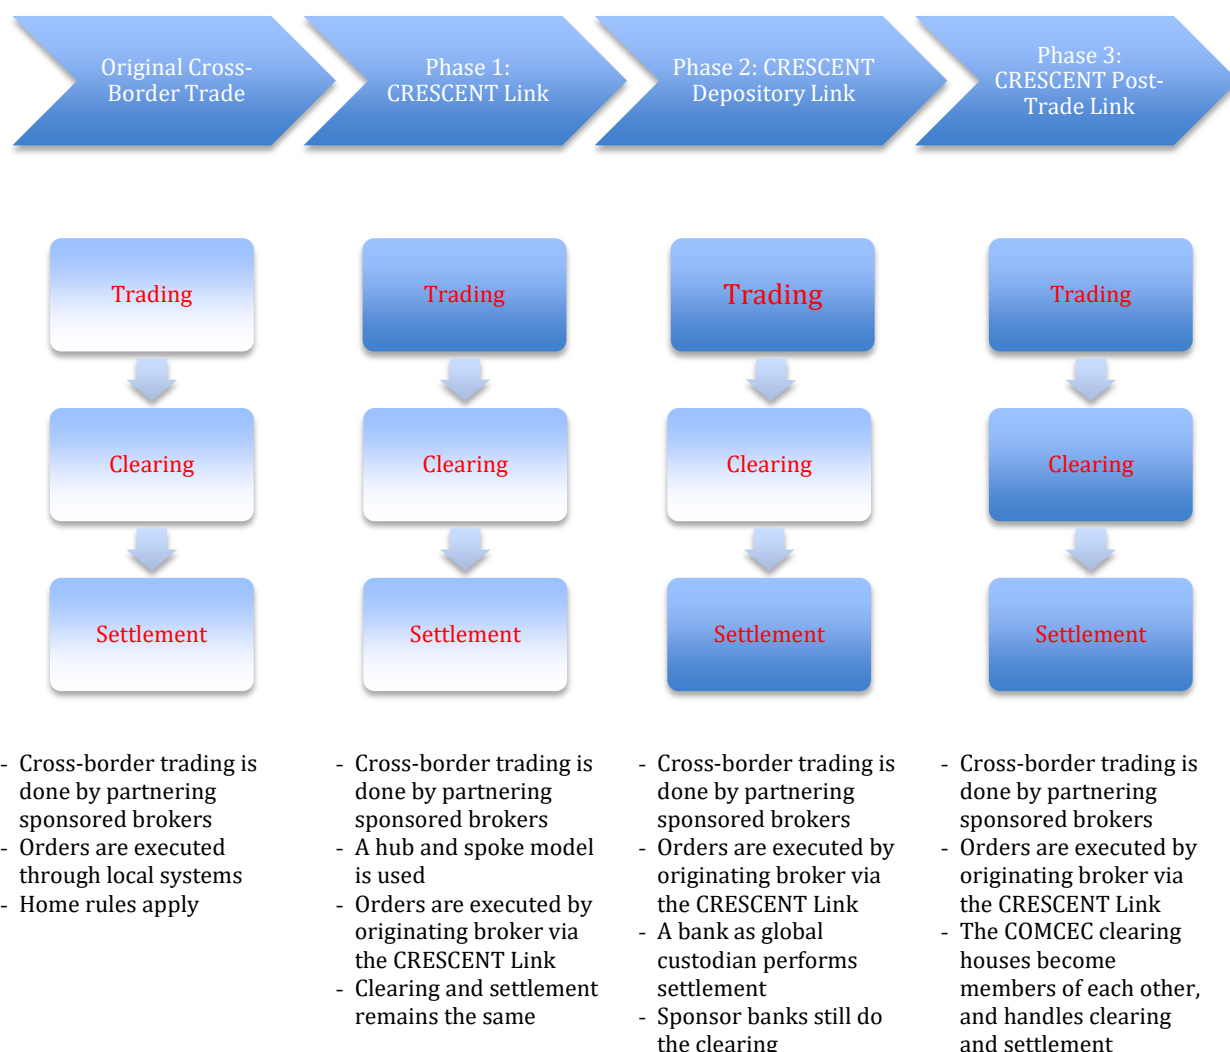 Original Cross-
Border Trade
Phase 1:
CRESCENT Link
Phase 2: CRESCENT
Depository Link
Phase 3:
CRESCENT Post-
Trade Link
Trading
Clearing
Settlement
Trading
Clearing
Settlement
Trading
Clearing
Settlement
Trading
Clearing
Settlement
- Cross-border trading is
done by partnering
sponsored brokers
- Orders are executed
through local systems
- Home rules apply
- Cross-border trading is
done by partnering
sponsored brokers
- A hub and spoke model
is used
- Orders are executed by
originating broker via
the CRESCENT Link
- Clearing and settlement
remains the same
- Cross-border trading is
done by partnering
sponsored brokers
- Orders are executed by
originating broker via
the CRESCENT Link
- A bank as global
custodian performs
settlement
- Sponsor banks still do
the clearing
- Cross-border trading is
done by partnering
sponsored brokers
- Orders are executed by
originating broker via
the CRESCENT Link
- The COMCEC clearing
houses become
members of each other,
and handles clearing
and settlement